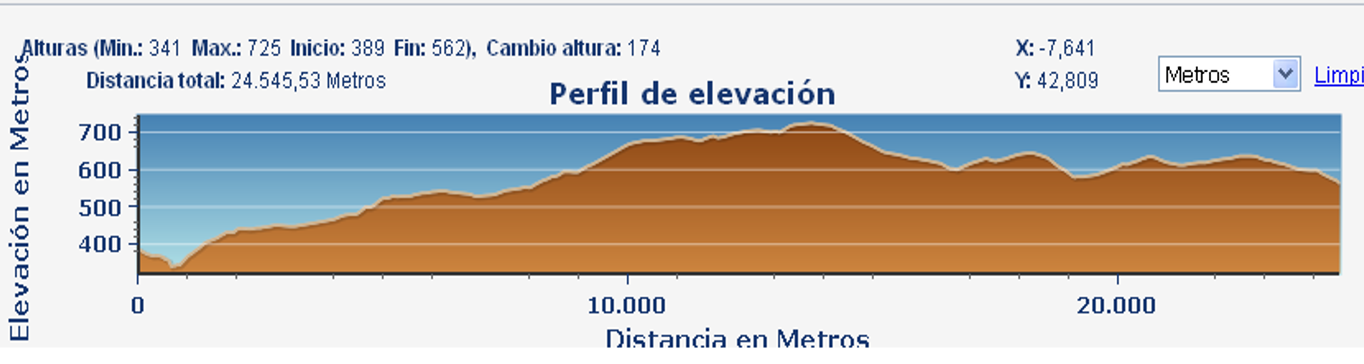 Alturas (Min.: 341 Max.: 725 Inicio: 389 Fin: 562), Cambio altura: 174
X: -7,641
Distancia total: 24.545,53 Metros
Y: 42,809
Metros
Limpi
Perfil de elevación
Elevación en Metros
700
600
500
400
0
10.000
20.000
Distancia en Metros